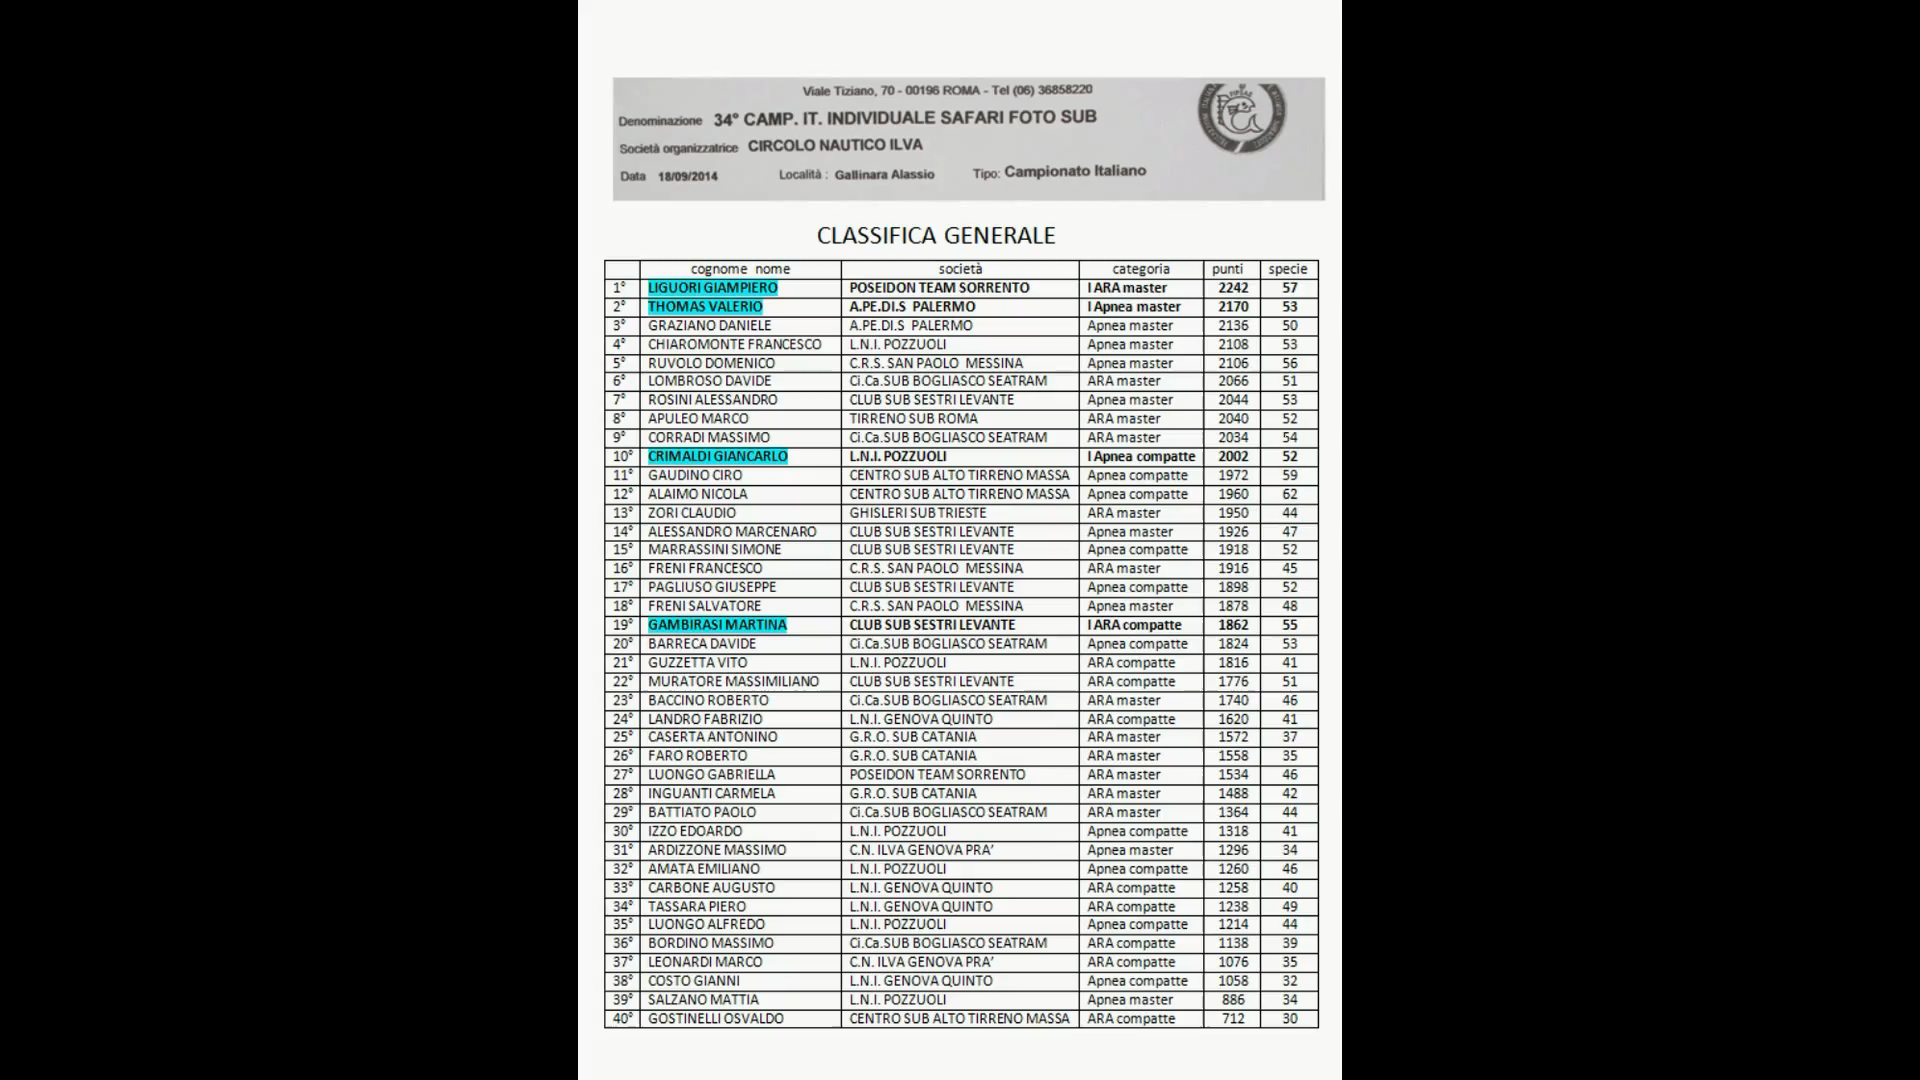 Viale Tiziano, 70 - 00196 ROMA - Tel (06) 36858220
Denominazione 34° CAMP. IT. INDIVIDUALE SAFARI FOTO SUB
Società organizzatrice CIRCOLO NAUTICO ILVA
Data 18/09/2014 Località : Gallinara Alassio Tipo: Campionato Italiano
CLASSIFICA GENERALE
cognome nome società categoria punti specie
1° LIGUORI GIAMPIERO POSEIDON TEAM SORRENTO I ARA master 2242 57
2° THOMAS VALERIO A.PE.DI.S PALERMO I Apnea master 2170 53
3° GRAZIANO DANIELE A.PE.DI.S PALERMO Apnea master 2136 50
4° CHIAROMONTE FRANCESCO L.N.I. POZZUOLI Apnea master 2108 53
5° RUVOLO DOMENICO C.R.S. SAN PAOLO MESSINA Apnea master 2106 56
6° LOMBROSO DAVIDE Ci.Ca.SUB BOGLIASCO SEATRAM ARA master 2066 51
7° ROSINI ALESSANDRO CLUB SUB SESTRI LEVANTE Apnea master 2044 53
8° APULEO MARCO TIRRENO SUB ROMA ARA master 2040 52
9° CORRADI MASSIMO Ci.Ca.SUB BOGLIASCO SEATRAM ARA master 2034 54
10° CRIMALDI GIANCARLO L.N.I. POZZUOLI I Apnea compatte 2002 52
11° GAUDINO CIRO CENTRO SUB ALTO TIRRENO MASSA Apnea compatte 1972 59
12° ALAIMO NICOLA CENTRO SUB ALTO TIRRENO MASSA Apnea compatte 1960 62
13° ZORI CLAUDIO GHISLERI SUB TRIESTE ARA master 1950 44
14° ALESSANDRO MARCENARO CLUB SUB SESTRI LEVANTE Apnea master 1926 47
15° MARRASSINI SIMONE CLUB SUB SESTRI LEVANTE Apnea compatte 1918 52
16° FRENI FRANCESCO C.R.S. SAN PAOLO MESSINA ARA master 1916 45
17° PAGLIUSO GIUSEPPE CLUB SUB SESTRI LEVANTE Apnea compatte 1898 52
18° FRENI SALVATORE C.R.S. SAN PAOLO MESSINA Apnea master 1878 48
19° GAMBIRASI MARTINA CLUB SUB SESTRI LEVANTE I ARA compatte 1862 55
20° BARRECA DAVIDE Ci.Ca.SUB BOGLIASCO SEATRAM Apnea compatte 1824 53
21° GUZZETTA VITO L.N.I. POZZUOLI ARA compatte 1816 41
22° MURATORE MASSIMILIANO CLUB SUB SESTRI LEVANTE ARA compatte 1776 51
23° BACCINO ROBERTO Ci.Ca.SUB BOGLIASCO SEATRAM ARA master 1740 46
24° LANDRO FABRIZIO L.N.I. GENOVA QUINTO ARA compatte 1620 41
25° CASERTA ANTONINO G.R.O. SUB CATANIA ARA master 1572 37
26° FARO ROBERTO G.R.O. SUB CATANIA ARA master 1558 35
27° LUONGO GABRIELLA POSEIDON TEAM SORRENTO ARA master 1534 46
28° INGUANTI CARMELA G.R.O. SUB CATANIA ARA master 1488 42
29° BATTIATO PAOLO Ci.Ca.SUB BOGLIASCO SEATRAM ARA master 1364 44
30° IZZO EDOARDO L.N.I. POZZUOLI Apnea compatte 1318 41
31° ARDIZZONE MASSIMO C.N. ILVA GENOVA PRA' Apnea master 1296 34
32° AMATA EMILIANO L.N.I. POZZUOLI Apnea compatte 1260 46
33° CARBONE AUGUSTO L.N.I. GENOVA QUINTO ARA compatte 1258 40
34° TASSARA PIERO L.N.I. GENOVA QUINTO ARA compatte 1238 49
35° LUONGO ALFREDO L.N.I. POZZUOLI Apnea compatte 1214 44
36° BORDINO MASSIMO Ci.Ca.SUB BOGLIASCO SEATRAM ARA compatte 1138 39
37° LEONARDI MARCO C.N. ILVA GENOVA PRA' ARA compatte 1076 35
38° COSTO GIANNI L.N.I. GENOVA QUINTO Apnea compatte 1058 32
39° SALZANO MATTIA L.N.I. POZZUOLI Apnea master 886 34
40° GOSTINELLI OSVALDO CENTRO SUB ALTO TIRRENO MASSA ARA compatte 712 30